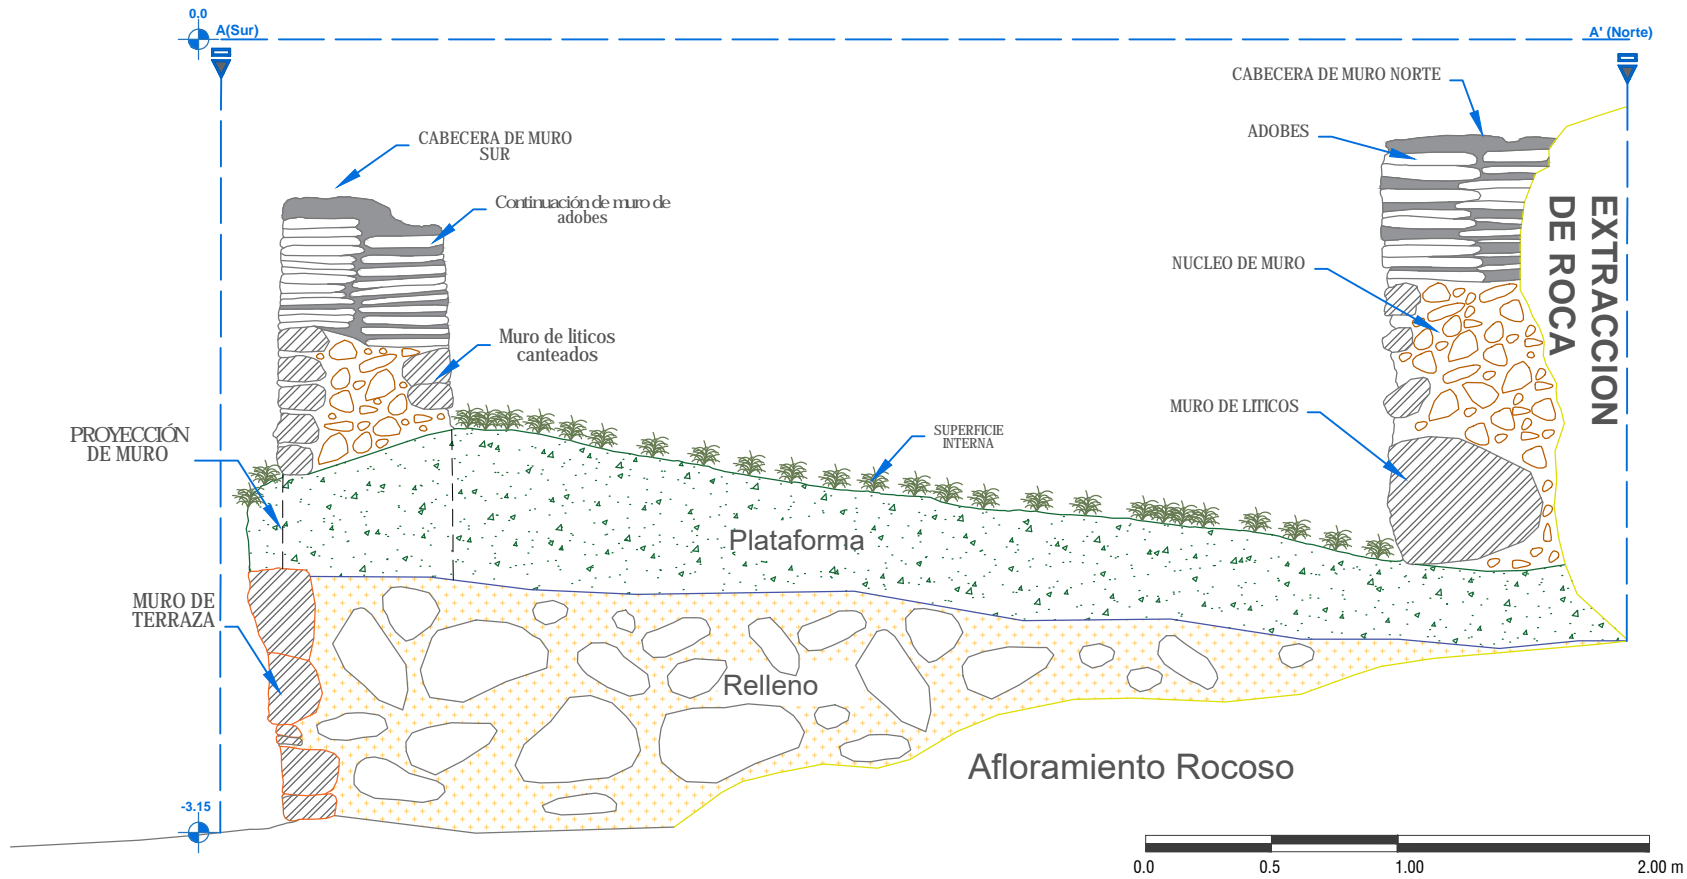 0.0
A(Sur)
A' (Norte)
CABECERA DE MURO NORTE
ADOBES
CABECERA DE MURO
SUR
Continuación de muro de
adobes
EXTRACCION
DE ROCA
NUCLEO DE MURO
Muro de liticos
canteados
MURO DE LITICOS
SUPERFICIE
INTERNA
PROYECCIÓN
DE MURO
Plataforma
MURO DE
TERRAZA
Relleno
Afloramiento Rocoso
-3.15
0.0
0.5
1.00
2.00 m